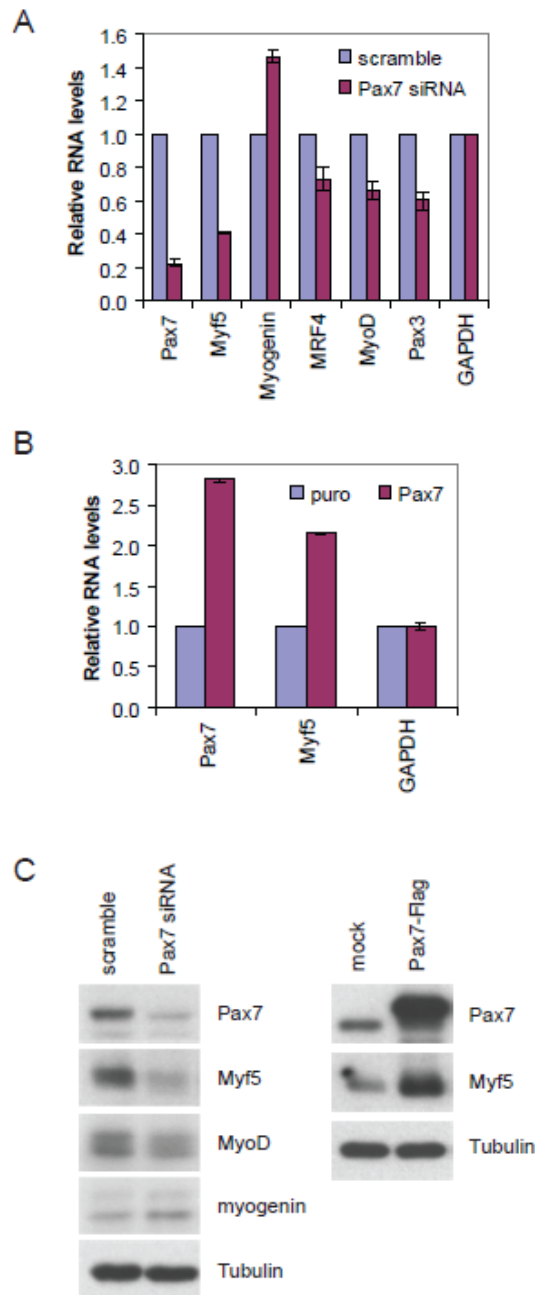 A
Relative RNA levels
1.6
1.4
1.2
1.0
0.8
0.6
0.4
0.2
0.0
scramble
Pax7 siRNA
Pax7
Myf5
Myogenin
MRF4
MyoD
Pax3
GAPDH
B
Relative RNA levels
3.0
2.5
2.0
1.5
1.0
0.5
0.0
puro
Pax7
Pax7
Myf5
GAPDH
C
scramble
Pax7 siRNA
Pax7
Myf5
MyoD
myogenin
Tubulin
mock
Pax7-Flag
Pax7
Myf5
Tubulin